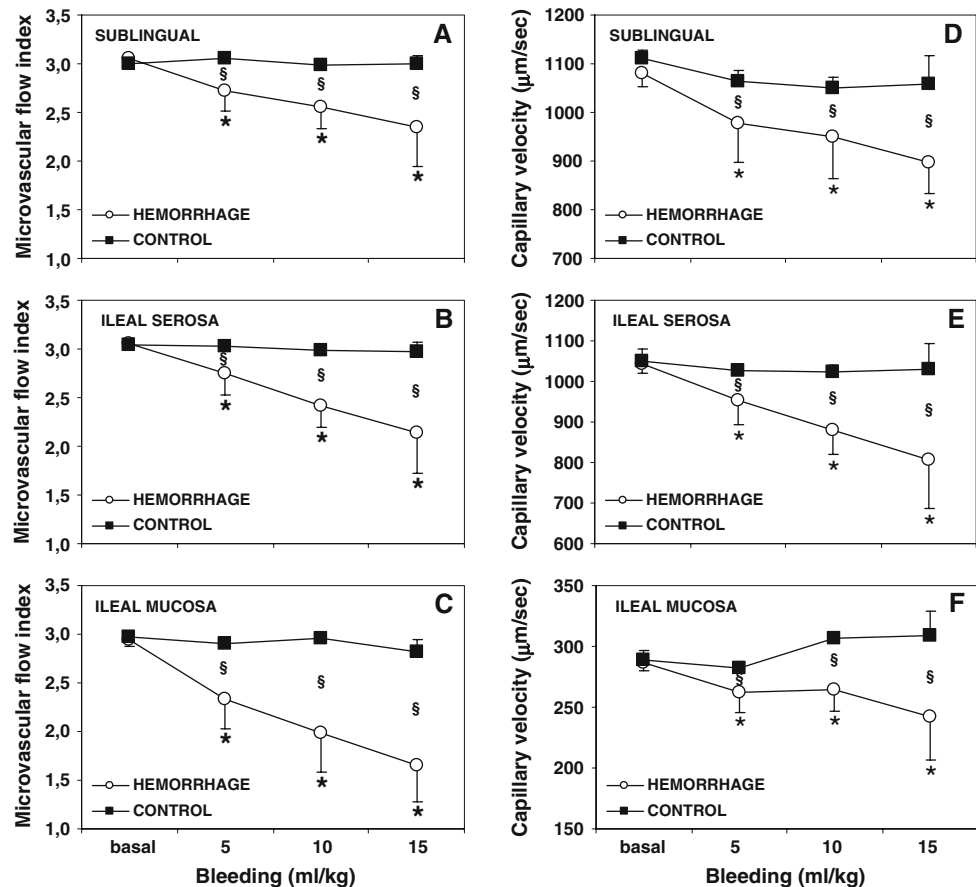 A
SUBLINGUAL
Microvascular flow index
3,5
3,0
2,5
2,0
1,5
1,0
§ § §
* * *
HEMORRHAGE
CONTROL
D
SUBLINGUAL
Capillary velocity (μm/sec)
1200
1100
1000
900
800
700
§ § §
* * *
HEMORRHAGE
CONTROL
B
ILEAL SEROSA
Microvascular flow index
3,5
3,0
2,5
2,0
1,5
1,0
§ § §
* * *
HEMORRHAGE
CONTROL
E
ILEAL SEROSA
Capillary velocity (μm/sec)
1200
1100
1000
900
800
700
600
§ § §
* * *
HEMORRHAGE
CONTROL
C
ILEAL MUCOSA
Microvascular flow index
3,5
3,0
2,5
2,0
1,5
1,0
§ § §
* * *
HEMORRHAGE
CONTROL
basal 5 10 15
Bleeding (ml/kg)
F
ILEAL MUCOSA
Capillary velocity (μm/sec)
350
300
250
200
150
§ § §
* * *
HEMORRHAGE
CONTROL
basal 5 10 15
Bleeding (ml/kg)